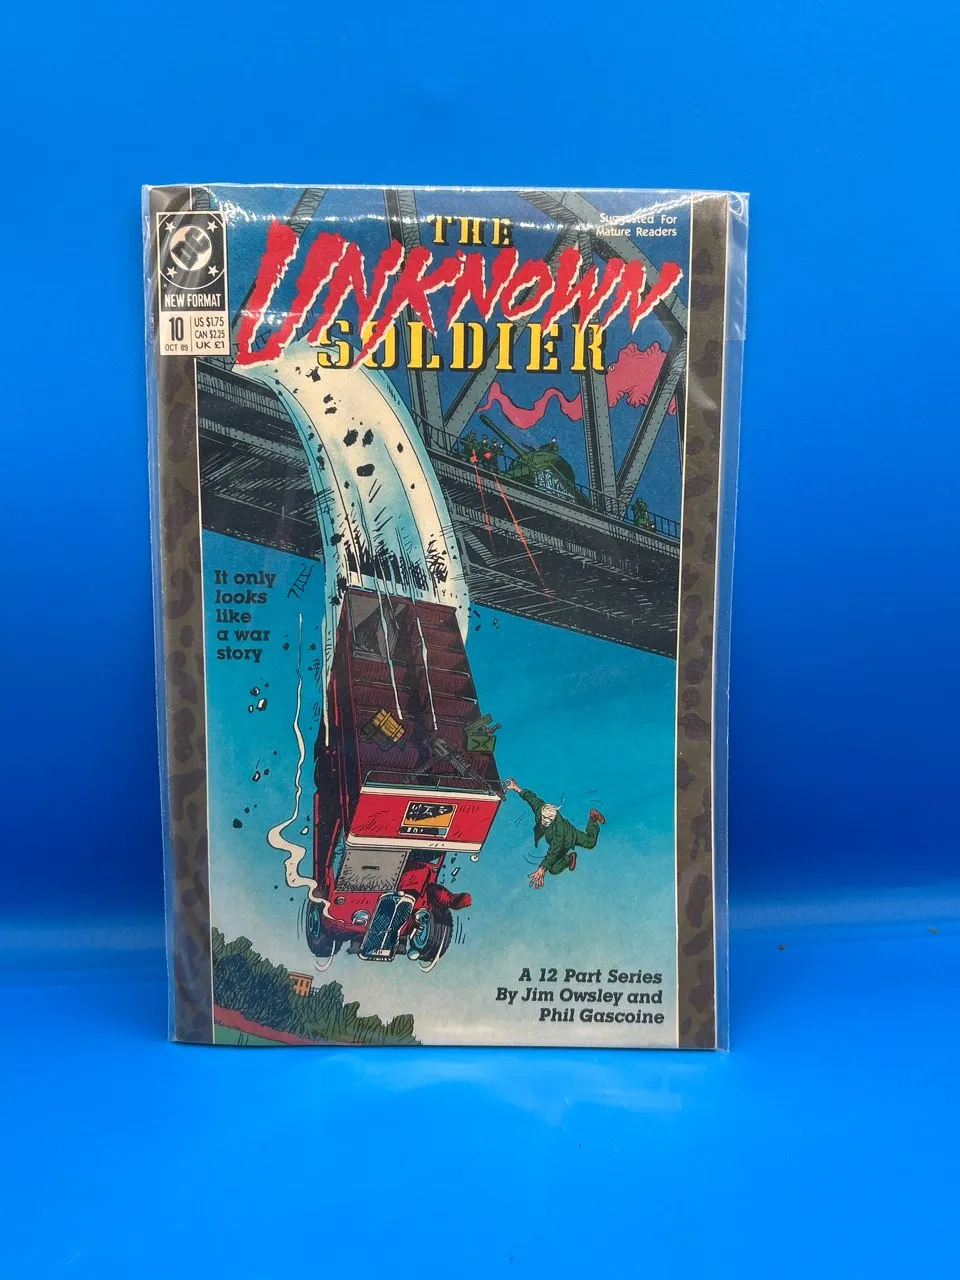 DC
NEW FORMAT
10
OCT 89
US $1.75
CAN $2.25
UK £1
Suggested For
Mature Readers
THE
UNKNOWN
SOLDIER
It only
looks
like
a war
story
A 12 Part Series
By Jim Owsley and
Phil Gascoine